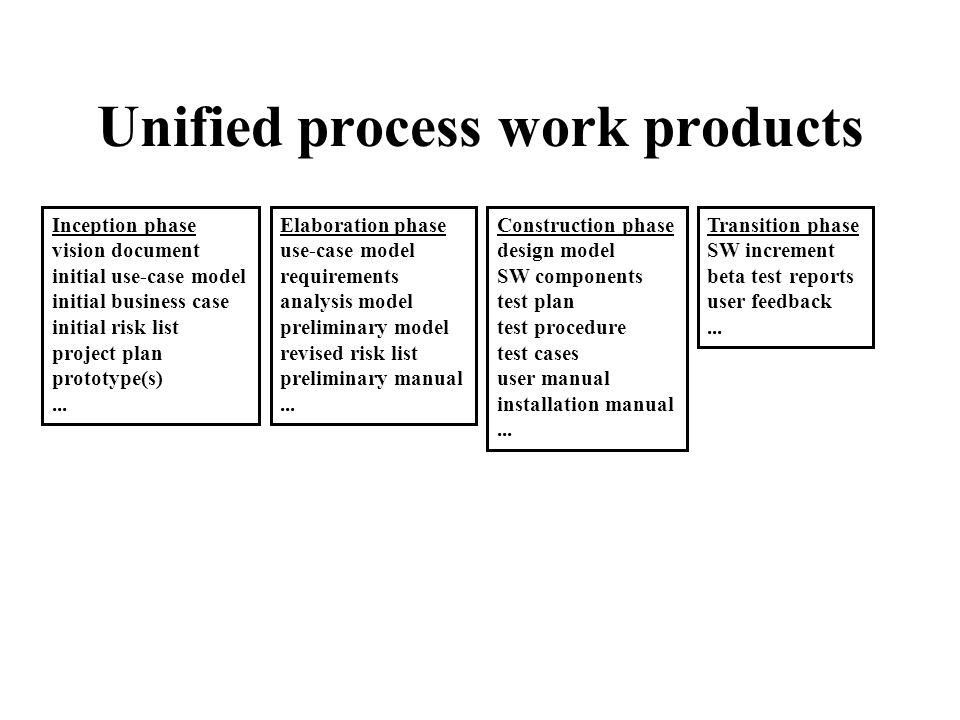 Unified process work products
Inception phase
vision document
initial use-case model
initial business case
initial risk list
project plan
prototype(s)
...
Elaboration phase
use-case model
requirements
analysis model
preliminary model
revised risk list
preliminary manual
...
Construction phase
design model
SW components
test plan
test procedure
test cases
user manual
installation manual
...
Transition phase
SW increment
beta test reports
user feedback
...